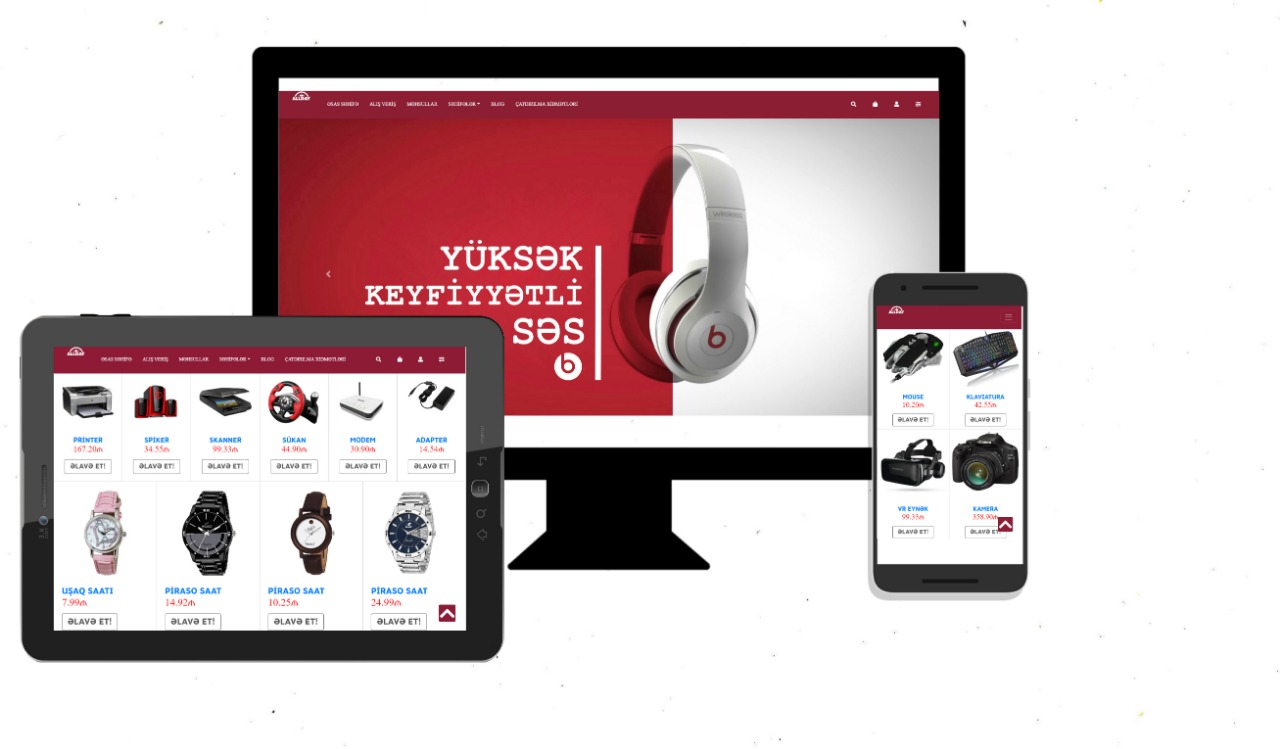 ƏSAS SƏHİFƏ ALIŞ VERİŞ MƏHSULLAR SƏHİFƏLƏR BLOG ÇATDIRILMA XİDMƏTLƏRİ
wireless
YÜKSƏK
KEYFİYYƏTLİ
SƏS
b
b
ƏSAS SƏHİFƏ ALIŞ VERİŞ MƏHSULLAR SƏHİFƏLƏR BLOG ÇATDIRILMA XİDMƏTLƏRİ
PRİNTER SPİKER SKANNER SÜKAN MODEM ADAPTER
167.20₼ 34.55₼ 99.33₼ 44.90₼ 30.90₼ 14.54₼
ƏLAVƏ ET! ƏLAVƏ ET! ƏLAVƏ ET! ƏLAVƏ ET! ƏLAVƏ ET! ƏLAVƏ ET!
UŞAQ SAATI PİRASO SAAT PİRASO SAAT PİRASO SAAT
7.99₼ 14.92₼ 10.25₼ 24.99₼
ƏLAVƏ ET! ƏLAVƏ ET! ƏLAVƏ ET! ƏLAVƏ ET!
MOUSE KLAVİATURA
10.20₼ 42.55₼
ƏLAVƏ ET! ƏLAVƏ ET!
VR EYNƏK KAMERA
99.33₼ 358.90₼
ƏLAVƏ ET! ƏLAVƏ ET!